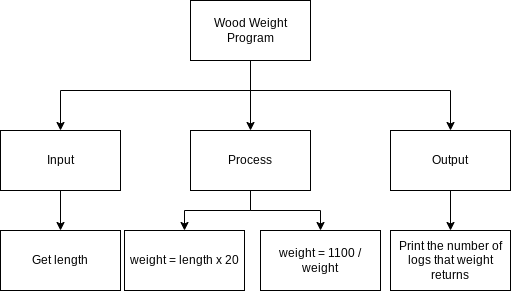 Wood Weight
Program
Input
Process
Output
Get length
weight = length x 20
weight = 1100 /
weight
Print the number of
logs that weight
returns